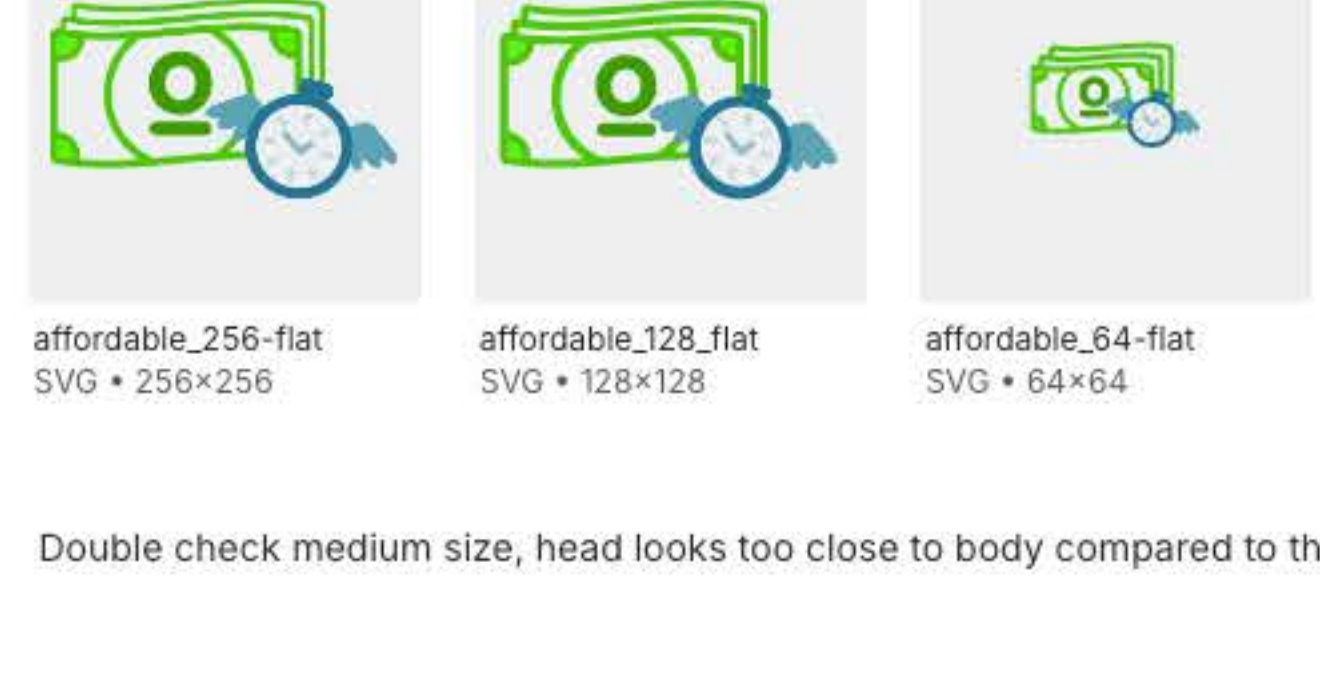 affordable_256-flat
SVG • 256×256
affordable_128_flat
SVG • 128×128
affordable_64-flat
SVG • 64×64
Double check medium size, head looks too close to body compared to th